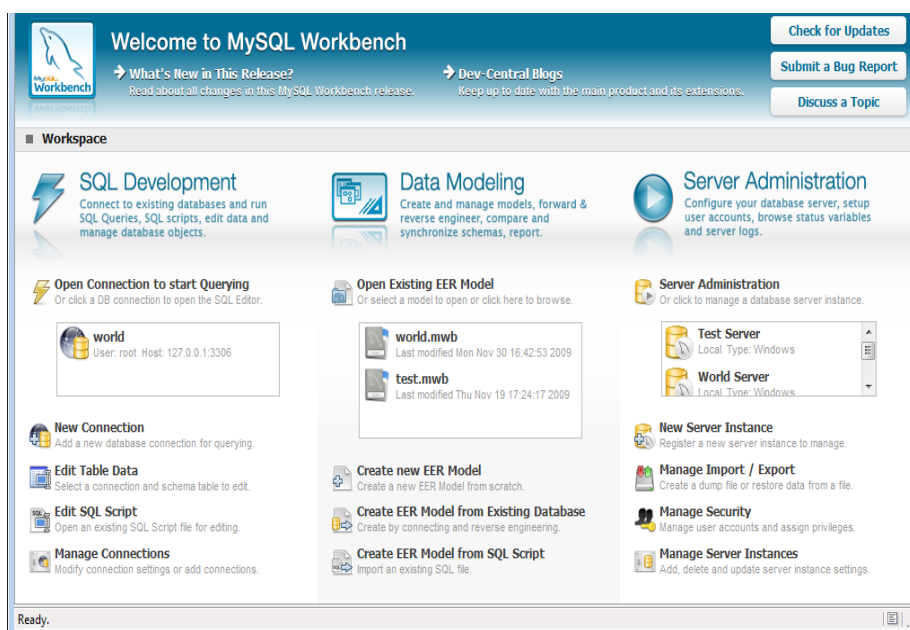 Welcome to MySQL Workbench
MySQL
Workbench
What's New in This Release?
Read about all changes in this MySQL Workbench release.
Dev-Central Blogs
Keep up to date with the main product and its extensions.
Check for Updates
Submit a Bug Report
Discuss a Topic
Workspace
SQL Development
Connect to existing databases and run
SQL Queries, SQL scripts, edit data and
manage database objects.
Open Connection to start Querying
Or click a DB connection to open the SQL Editor.
world
User: root Host: 127.0.0.1:3306
New Connection
Add a new database connection for querying.
Edit Table Data
Select a connection and schema table to edit.
Edit SQL Script
Open an existing SQL Script file for editing.
Manage Connections
Modify connection settings or add connections.
Data Modeling
Create and manage models, forward &
reverse engineer, compare and
synchronize schemas, report.
Open Existing EER Model
Or select a model to open or click here to browse.
world.mwb
Last modified Mon Nov 30 16:42:53 2009
test.mwb
Last modified Thu Nov 19 17:24:17 2009
Create new EER Model
Create a new EER Model from scratch.
Create EER Model from Existing Database
Create by connecting and reverse engineering.
Create EER Model from SQL Script
Import an existing SQL file.
Server Administration
Configure your database server, setup
user accounts, browse status variables
and server logs.
Server Administration
Or click to manage a database server instance.
Test Server
Local Type: Windows
World Server
Local Type: Windows
New Server Instance
Register a new server instance to manage.
Manage Import / Export
Create a dump file or restore data from a file.
Manage Security
Manage user accounts and assign privileges.
Manage Server Instances
Add, delete and update server instance settings.
Ready.